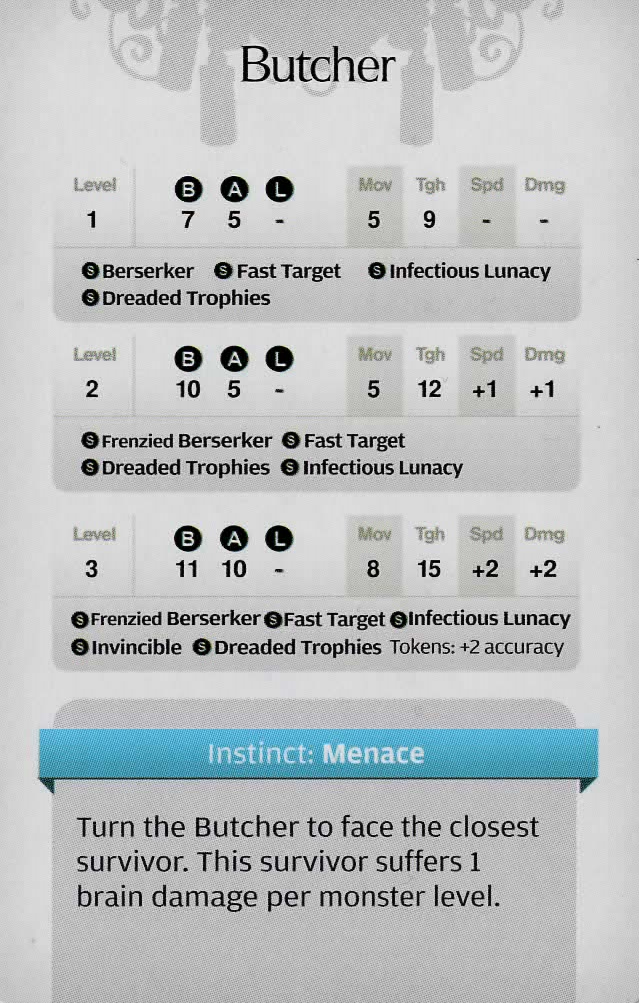 Butcher
Level B A L Mov Tgh Spd Dmg
1 7 5 - 5 9 - -
S Berserker S Fast Target S Infectious Lunacy
S Dreaded Trophies
Level B A L Mov Tgh Spd Dmg
2 10 5 - 5 12 +1 +1
S Frenzied Berserker S Fast Target
S Dreaded Trophies S Infectious Lunacy
Level B A L Mov Tgh Spd Dmg
3 11 10 - 8 15 +2 +2
S Frenzied Berserker S Fast Target S Infectious Lunacy
S Invincible S Dreaded Trophies Tokens: +2 accuracy
Instinct: Menace
Turn the Butcher to face the closest
survivor. This survivor suffers 1
brain damage per monster level.